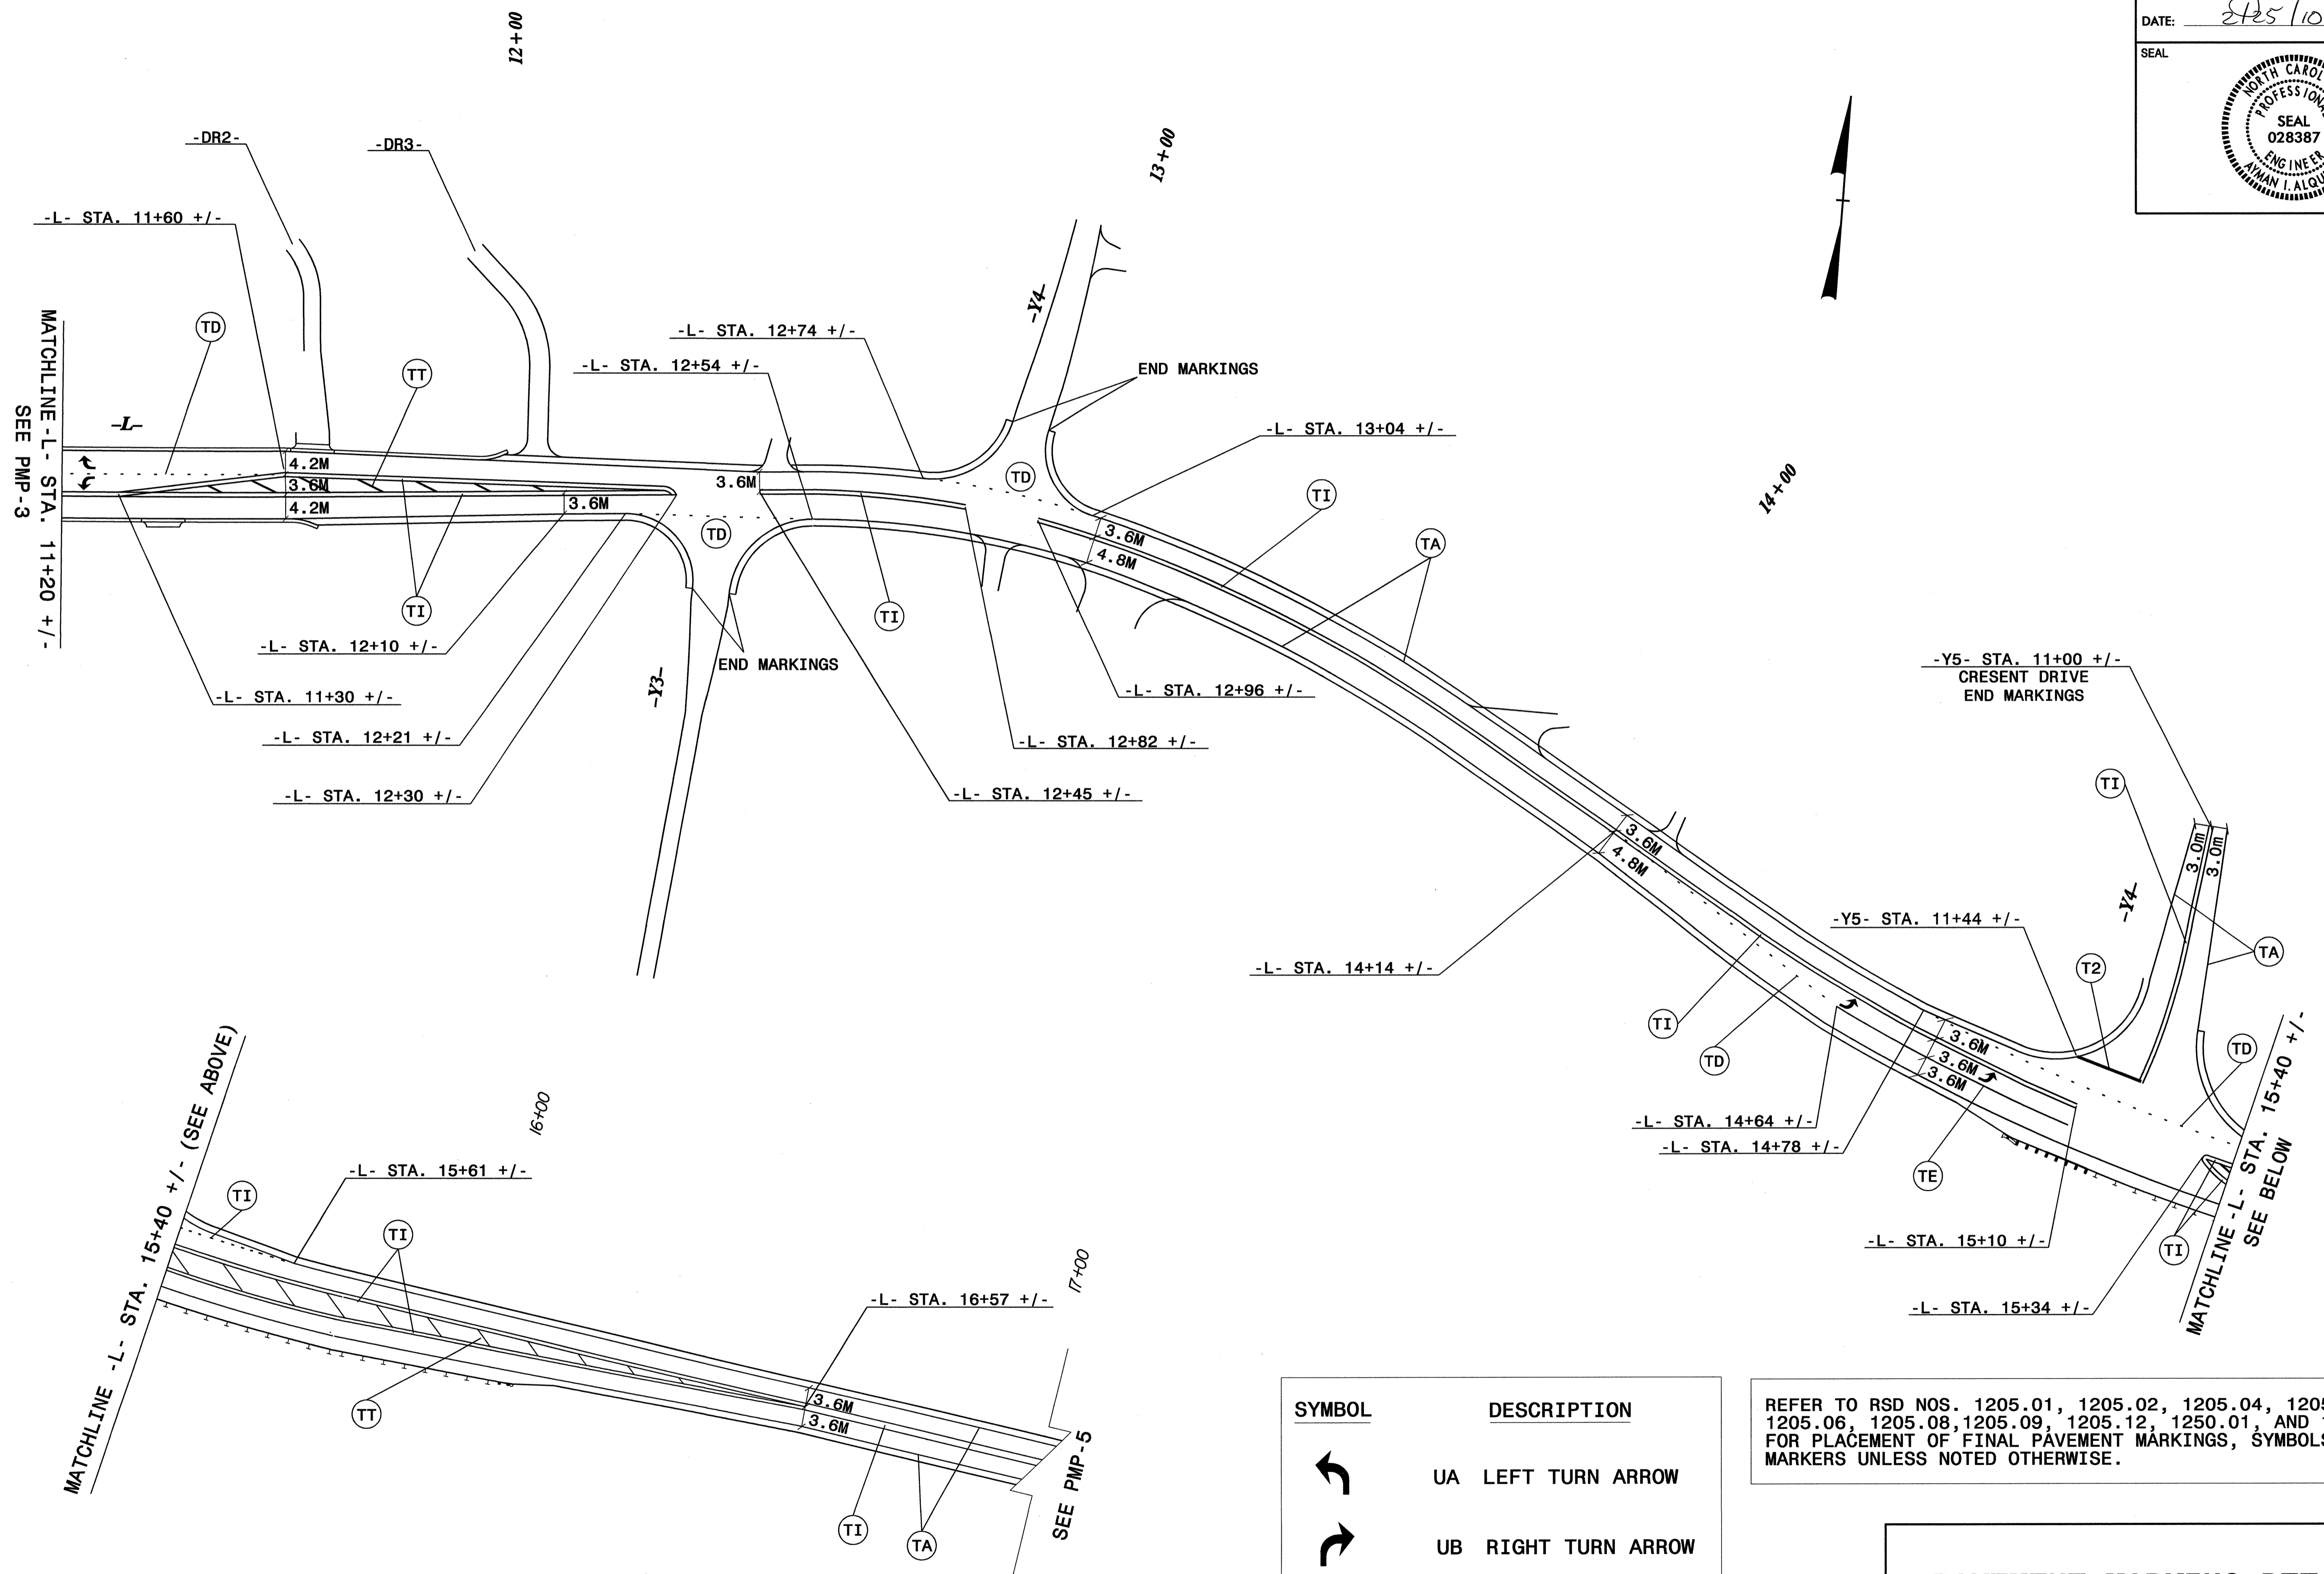 12+00
DATE: 2/25/10
SEAL
NORTH CAROL
PROFESSIONA
SEAL
028387
ENGINEER
AYMAN I. ALQU
-DR2-
-DR3-
13+00
-L- STA. 11+60 +/-
TD
-Y4-
-L- STA. 12+74 +/-
-L- STA. 12+54 +/-
TT
END MARKINGS
MATCHLINE -L- STA. 11+20 +/-
SEE PMP-3
-L-
-L- STA. 13+04 +/-
4.2M
3.6M
4.2M
3.6M
3.6M
TD
TD
TI
14+00
3.6M
4.8M
TA
TI
TI
-L- STA. 12+10 +/-
END MARKINGS
-Y3-
-L- STA. 11+30 +/-
-L- STA. 12+96 +/-
-Y5- STA. 11+00 +/-
CRESENT DRIVE
END MARKINGS
-L- STA. 12+21 +/-
-L- STA. 12+82 +/-
-L- STA. 12+30 +/-
-L- STA. 12+45 +/-
TI
3.6M
4.8M
3.0m
3.0m
-Y4-
-Y5- STA. 11+44 +/-
-L- STA. 14+14 +/-
T2
TA
TI
TD
3.6M
3.6M
3.6M
TD
-L- STA. 14+64 +/-
-L- STA. 14+78 +/-
TE
-L- STA. 15+10 +/-
TI
-L- STA. 15+34 +/-
MATCHLINE -L- STA. 15+40 +/-
SEE BELOW
MATCHLINE -L- STA. 15+40 +/- (SEE ABOVE)
16+00
-L- STA. 15+61 +/-
TI
TI
17+00
-L- STA. 16+57 +/-
TT
3.6M
3.6M
TI
TA
SEE PMP-5
SYMBOL DESCRIPTION
UA LEFT TURN ARROW
UB RIGHT TURN ARROW
REFER TO RSD NOS. 1205.01, 1205.02, 1205.04, 1205
1205.06, 1205.08,1205.09, 1205.12, 1250.01, AND
FOR PLACEMENT OF FINAL PAVEMENT MARKINGS, SYMBOLS
MARKERS UNLESS NOTED OTHERWISE.